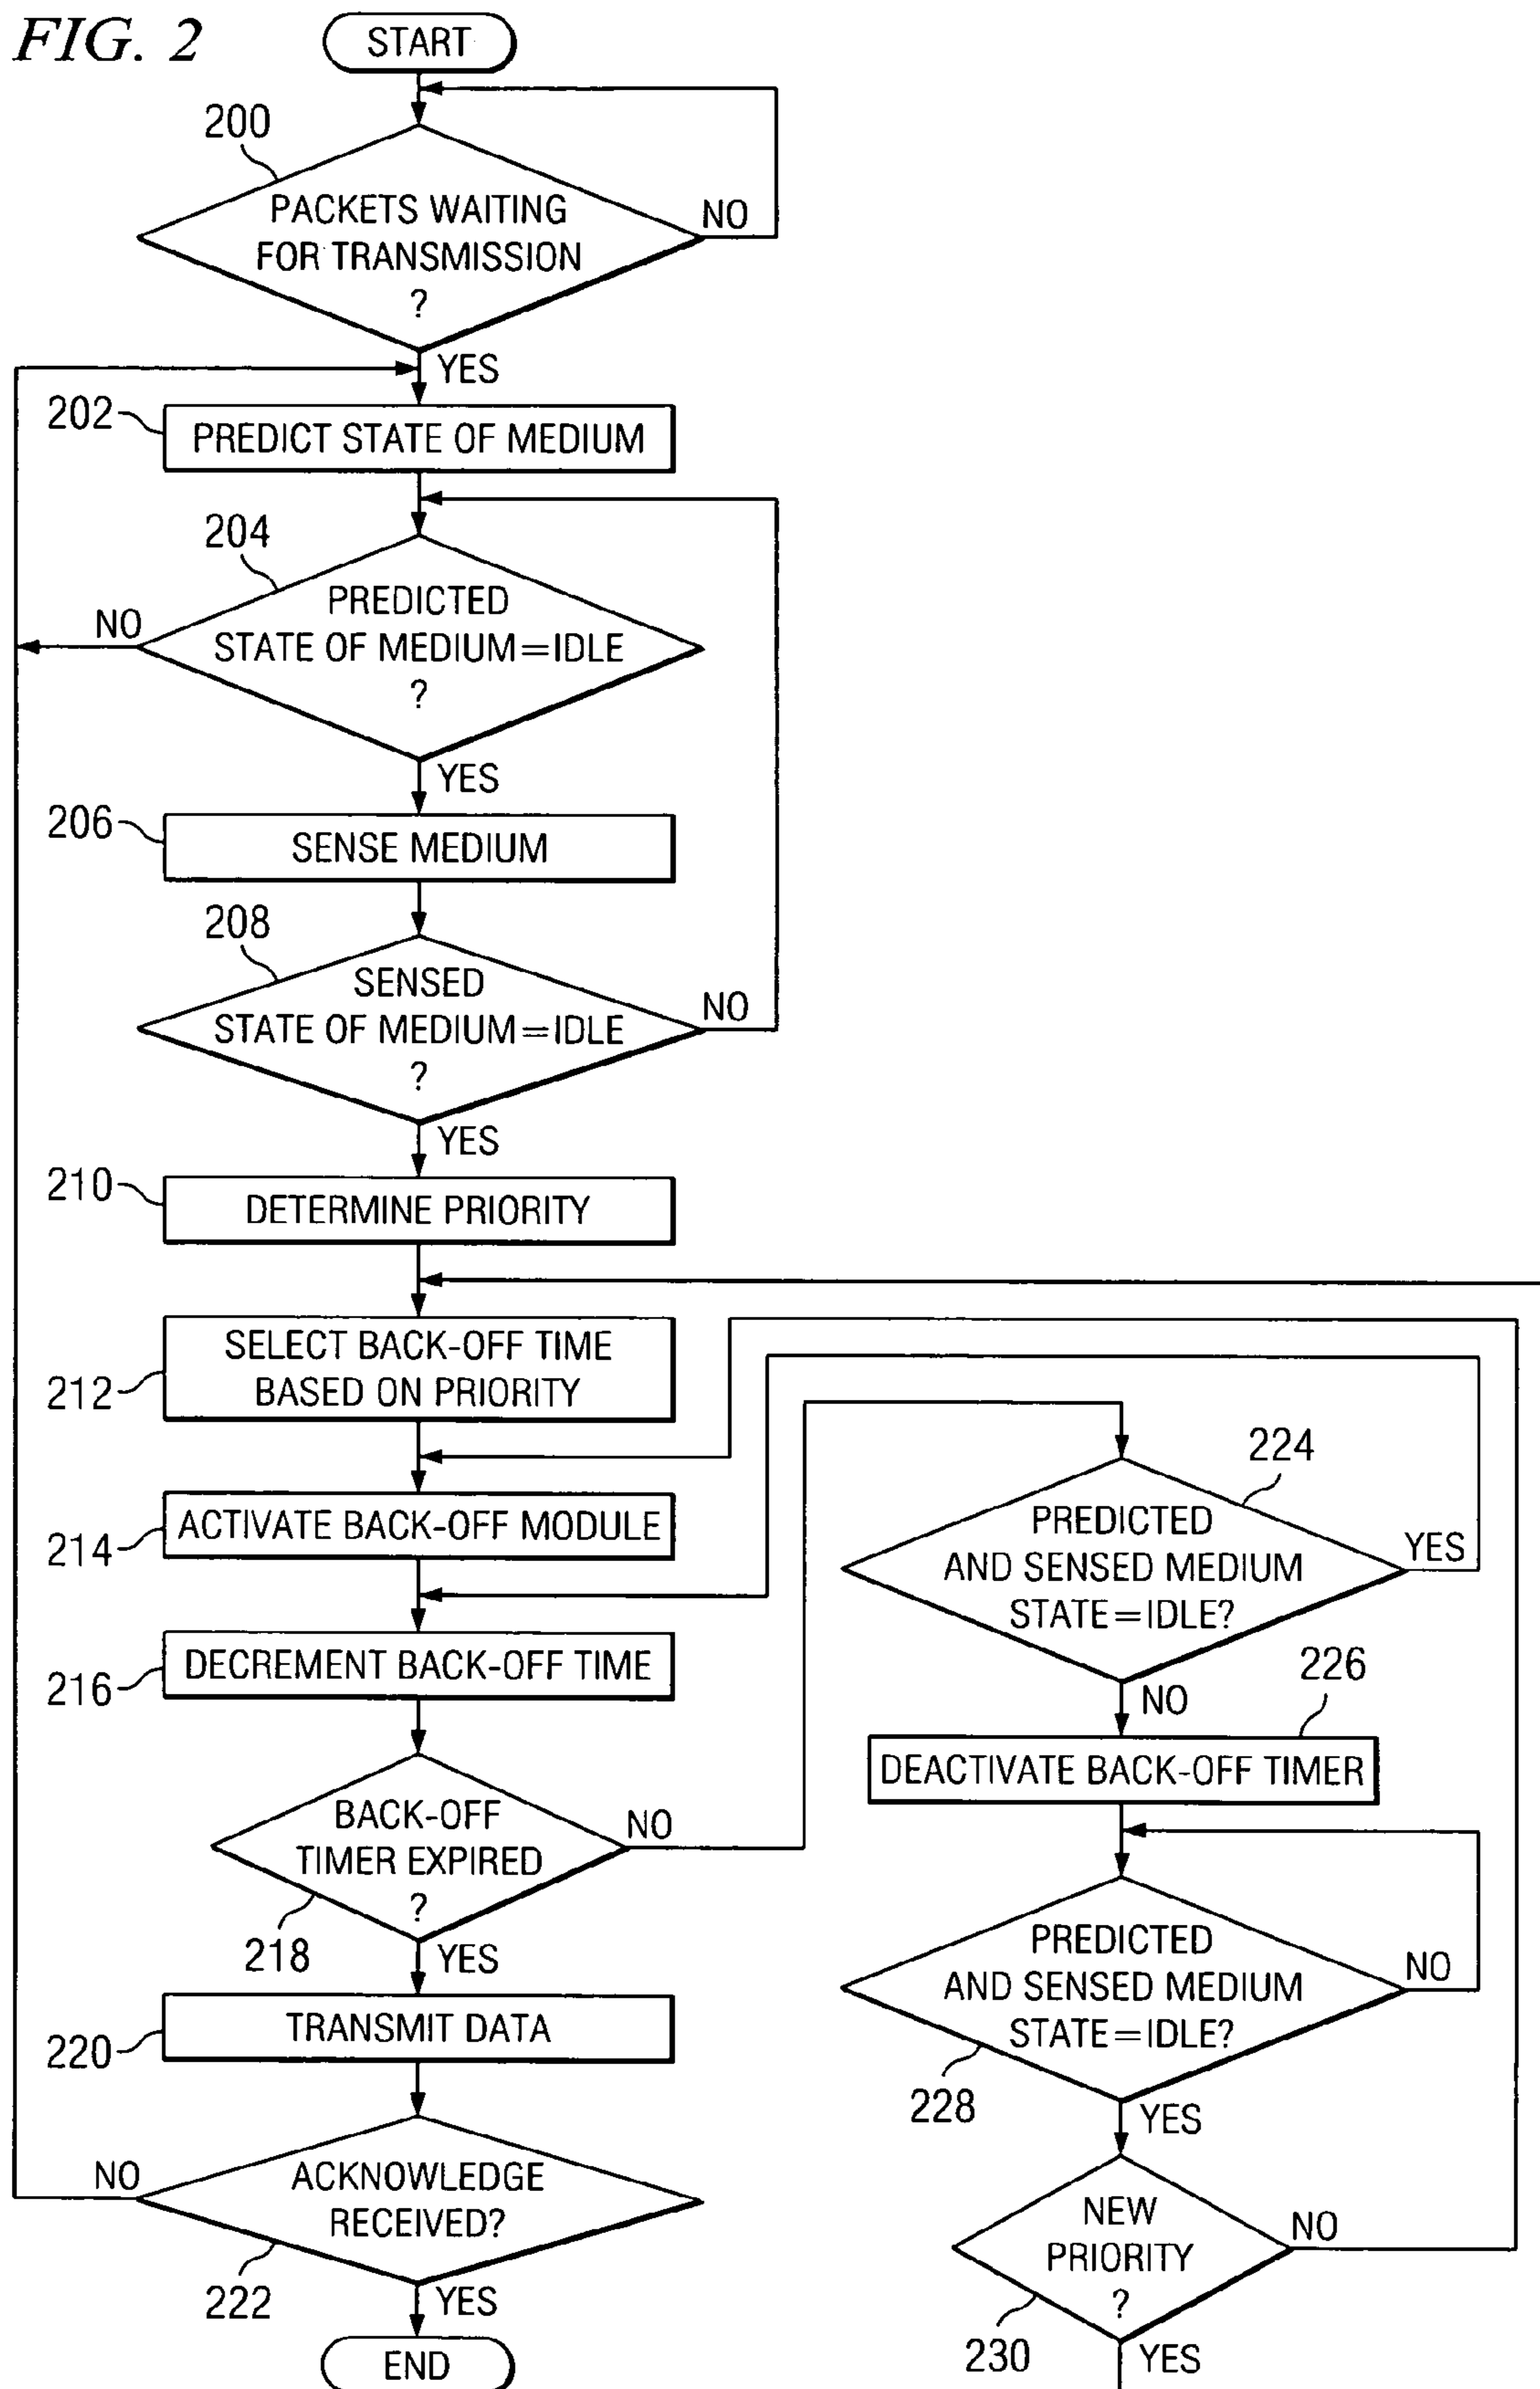 FIG. 2
START
200
PACKETS WAITING
FOR TRANSMISSION
?
NO
YES
202
PREDICT STATE OF MEDIUM
204
PREDICTED
STATE OF MEDIUM=IDLE
?
NO
YES
206
SENSE MEDIUM
208
SENSED
STATE OF MEDIUM=IDLE
?
NO
YES
210
DETERMINE PRIORITY
212
SELECT BACK-OFF TIME
BASED ON PRIORITY
214
ACTIVATE BACK-OFF MODULE
216
DECREMENT BACK-OFF TIME
BACK-OFF
TIMER EXPIRED
?
NO
218
YES
220
TRANSMIT DATA
NO
ACKNOWLEDGE
RECEIVED?
222
YES
END
224
PREDICTED
AND SENSED MEDIUM
STATE=IDLE?
YES
NO
226
DEACTIVATE BACK-OFF TIMER
PREDICTED
AND SENSED MEDIUM
STATE=IDLE?
NO
228
YES
NEW
PRIORITY
?
NO
230
YES